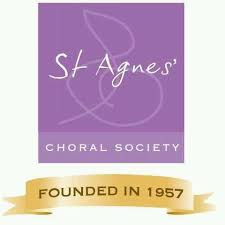 St Agnes'
CHORAL SOCIETY
FOUNDED IN 1957